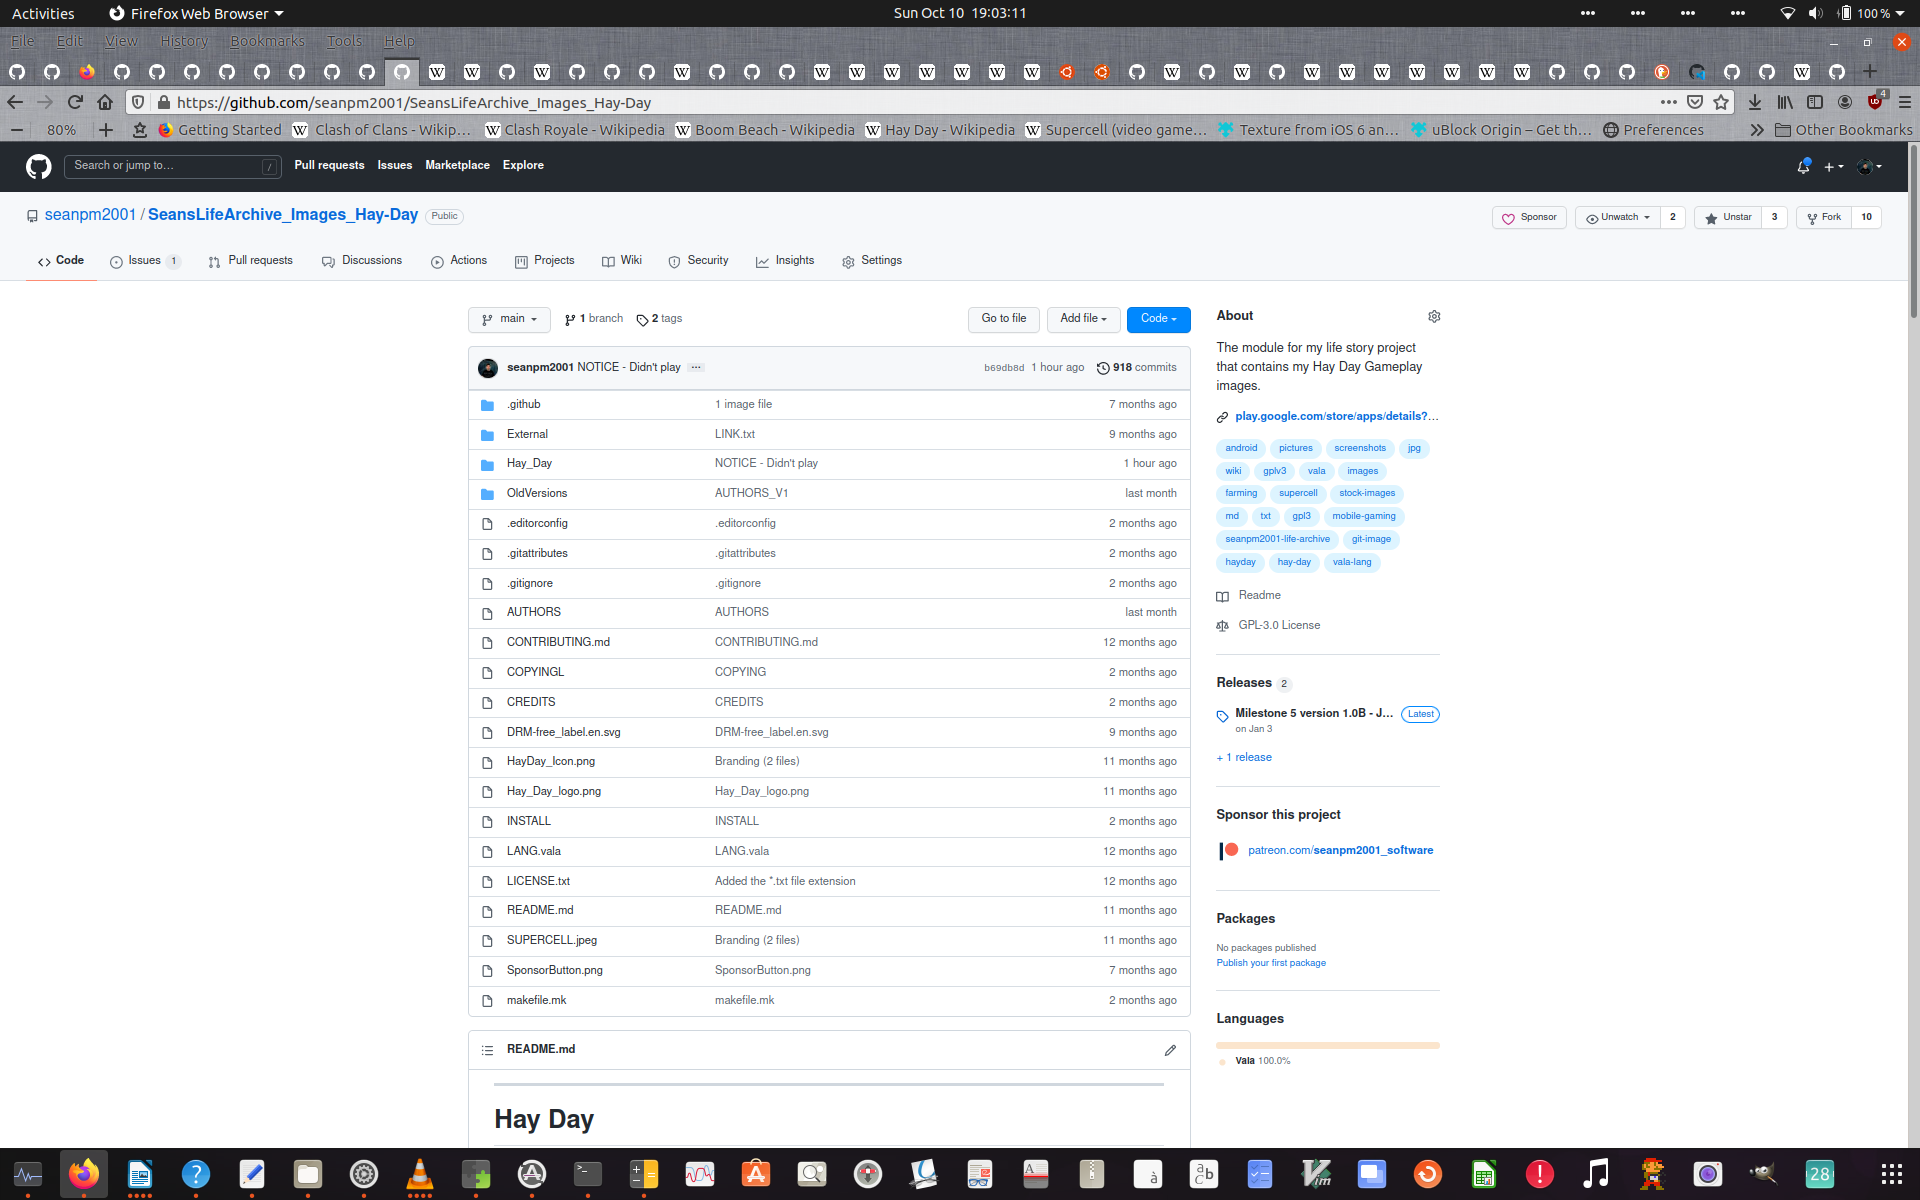 Activities Firefox Web Browser Sun Oct 10 19:03:11 100 %
File Edit View History Bookmarks Tools Help
https://github.com/seanpm2001/SeansLifeArchive_Images_Hay-Day 4
80% Getting Started Clash of Clans - Wikip… Clash Royale - Wikipedia Boom Beach - Wikipedia Hay Day - Wikipedia Supercell (video game… Texture from iOS 6 an… uBlock Origin – Get th… Preferences Other Bookmarks
Search or jump to… / Pull requests Issues Marketplace Explore
seanpm2001 / SeansLifeArchive_Images_Hay-Day Public Sponsor Unwatch 2 Unstar 3 Fork 10
Code Issues 1 Pull requests Discussions Actions Projects Wiki Security Insights Settings
main 1 branch 2 tags Go to file Add file Code
seanpm2001 NOTICE - Didn't play ... b69db8d 1 hour ago 918 commits
.github 1 image file 7 months ago
External LINK.txt 9 months ago
Hay_Day NOTICE - Didn't play 1 hour ago
OldVersions AUTHORS_V1 last month
.editorconfig .editorconfig 2 months ago
.gitattributes .gitattributes 2 months ago
.gitignore .gitignore 2 months ago
AUTHORS AUTHORS last month
CONTRIBUTING.md CONTRIBUTING.md 12 months ago
COPYINGL COPYING 2 months ago
CREDITS CREDITS 2 months ago
DRM-free_label.en.svg DRM-free_label.en.svg 9 months ago
HayDay_Icon.png Branding (2 files) 11 months ago
Hay_Day_logo.png Hay_Day_logo.png 11 months ago
INSTALL INSTALL 2 months ago
LANG.vala LANG.vala 12 months ago
LICENSE.txt Added the *.txt file extension 12 months ago
README.md README.md 11 months ago
SUPERCELL.jpeg Branding (2 files) 11 months ago
SponsorButton.png SponsorButton.png 7 months ago
makefile.mk makefile.mk 2 months ago
README.md
Hay Day
About
The module for my life story project
that contains my Hay Day Gameplay
images.
play.google.com/store/apps/details?…
android pictures screenshots jpg
wiki gplv3 vala images
farming supercell stock-images
md txt gpl3 mobile-gaming
seanpm2001-life-archive git-image
hayday hay-day vala-lang
Readme
GPL-3.0 License
Releases 2
Milestone 5 version 1.0B - J… Latest
on Jan 3
+ 1 release
Sponsor this project
patreon.com/seanpm2001_software
Packages
No packages published
Publish your first package
Languages
Vala 100.0%
28